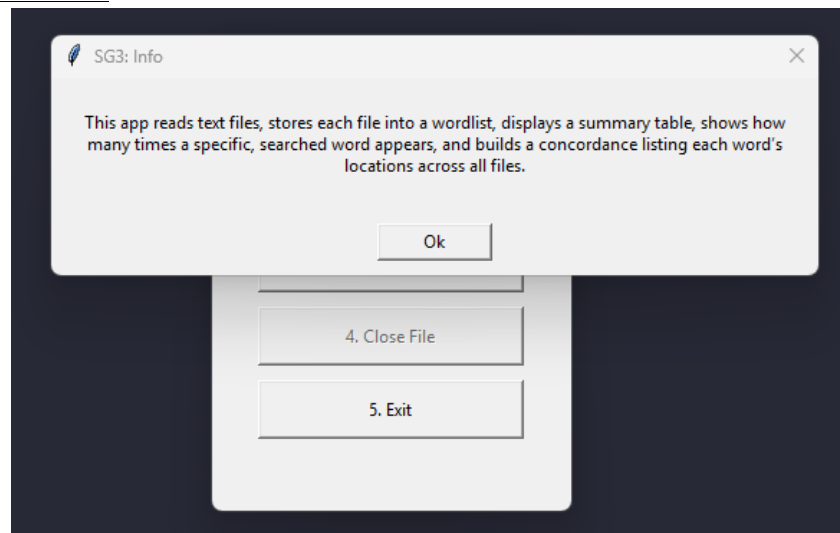 SG3: Info
This app reads text files, stores each file into a wordlist, displays a summary table, shows how
many times a specific, searched word appears, and builds a concordance listing each word's
locations across all files.
Ok
4. Close File
5. Exit